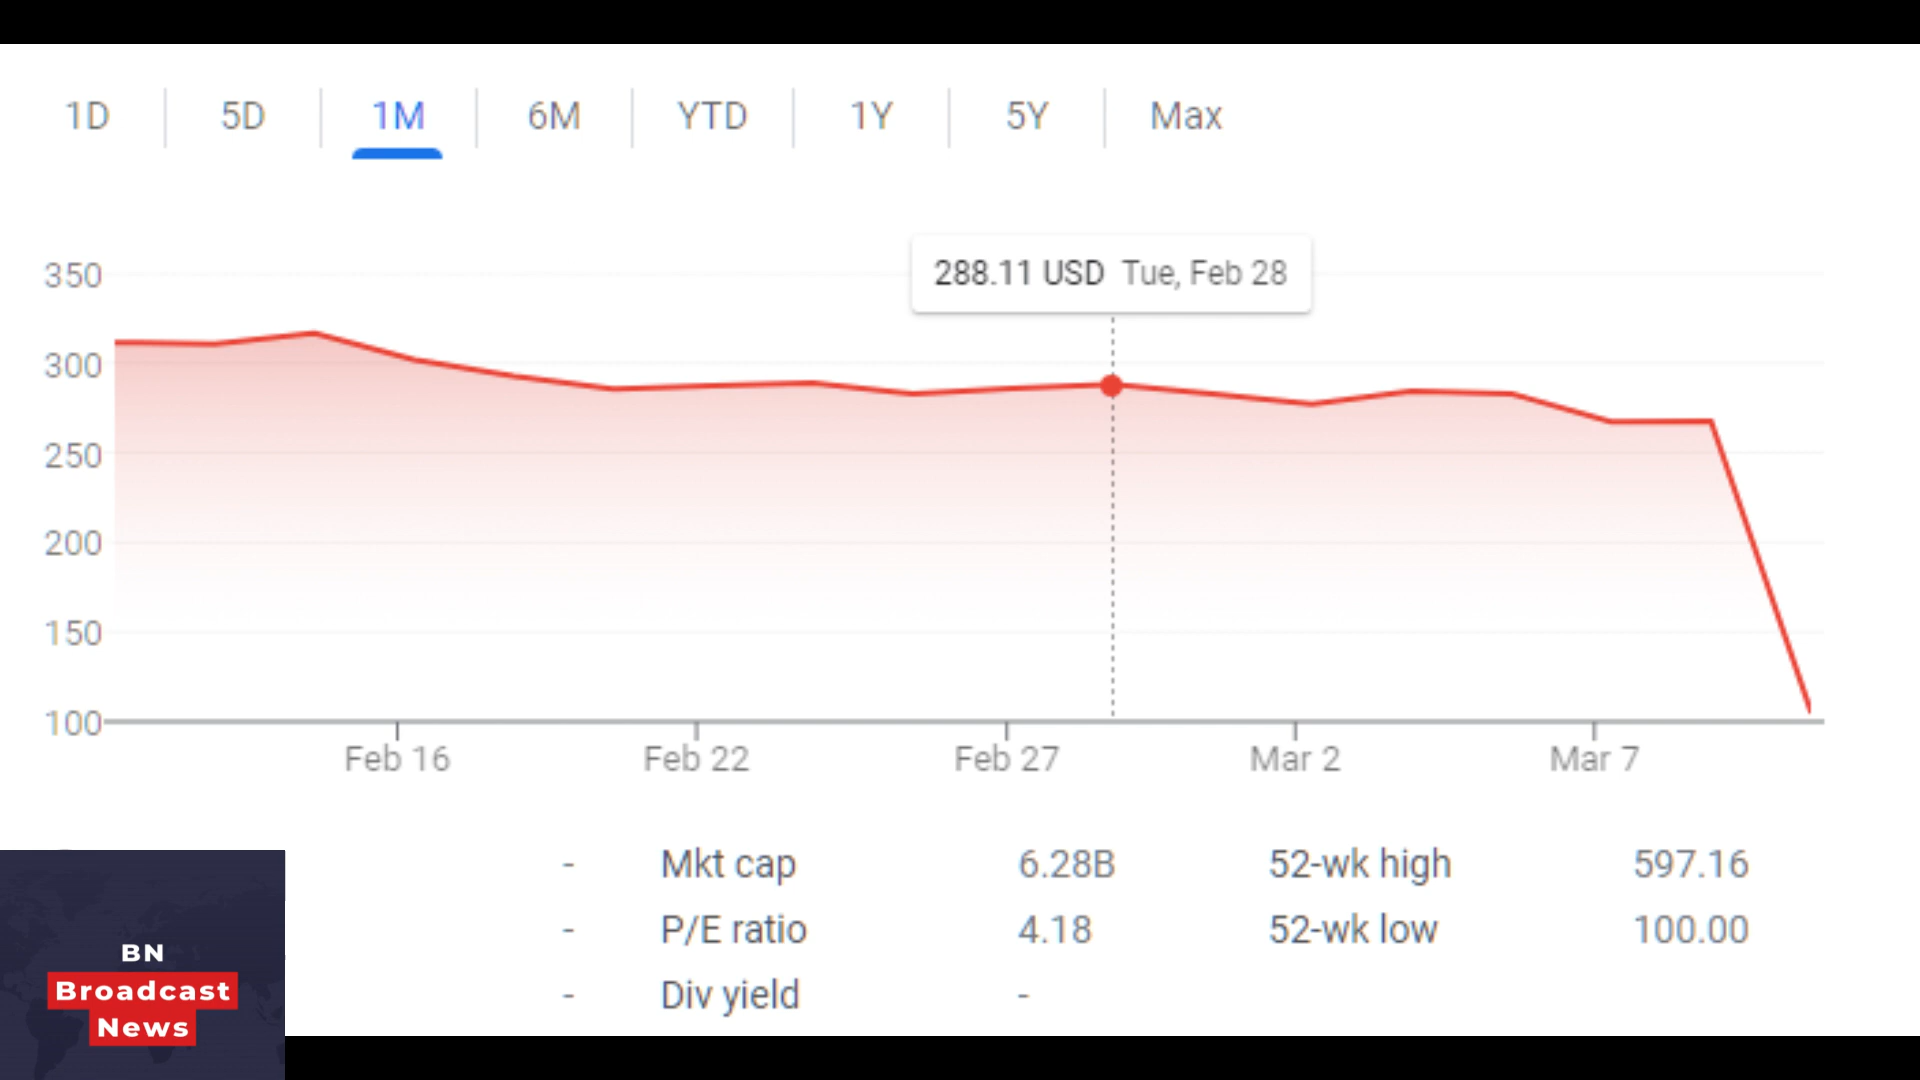 1D 5D 1M 6M YTD 1Y 5Y Max
288.11 USD Tue, Feb 28
350
300
250
200
150
100
Feb 16 Feb 22 Feb 27 Mar 2 Mar 7
- Mkt cap 6.28B 52-wk high 597.16
- P/E ratio 4.18 52-wk low 100.00
- Div yield -
BN
Broadcast
News